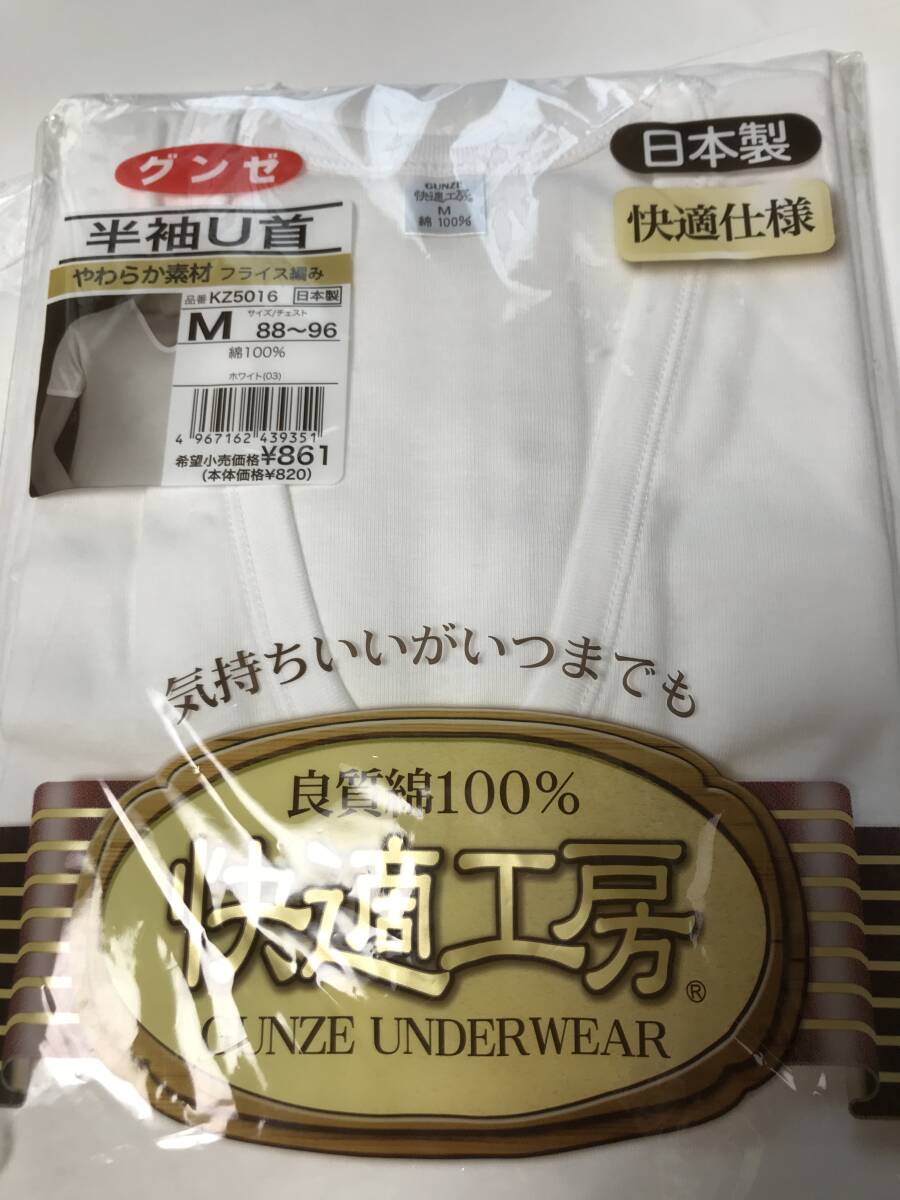 グンゼ
半袖U首
やわらか素材 フライス編み
品番 KZ5016 日本製
サイズ/チェスト
M 88～96
綿100%
ホワイト(03)
4 967162 439351
希望小売価格¥861
(本体価格¥820)
GUNZE
快適工房
M
綿 100%
日本製
快適仕様
気持ちいいがいつまでも
良質綿100%
快適工房®
GUNZE UNDERWEAR